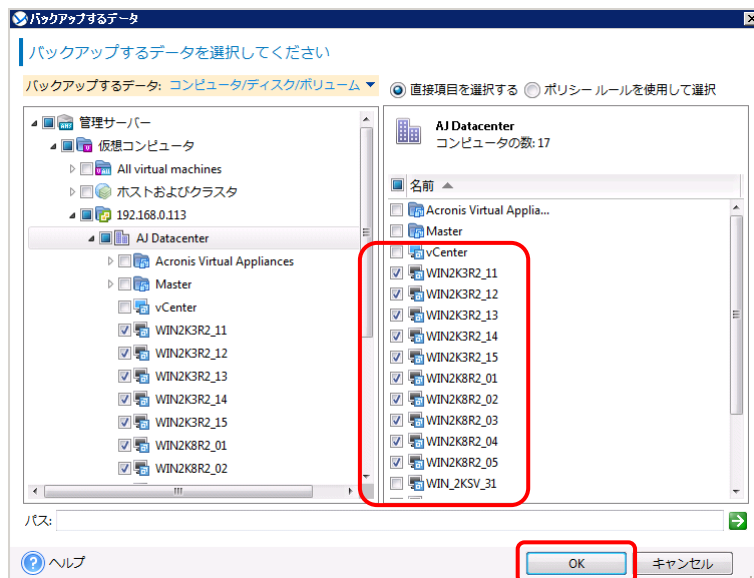 バックアップするデータ
バックアップするデータを選択してください
バックアップするデータ: コンピュータ/ディスク/ボリューム
直接項目を選択する
ポリシー ルールを使用して選択
管理サーバー
仮想コンピュータ
All virtual machines
ホストおよびクラスタ
192.168.0.113
AJ Datacenter
Acronis Virtual Appliances
Master
vCenter
WIN2K3R2_11
WIN2K3R2_12
WIN2K3R2_13
WIN2K3R2_14
WIN2K3R2_15
WIN2K8R2_01
WIN2K8R2_02
AJ Datacenter
コンピュータの数: 17
名前
Acronis Virtual Applia...
Master
vCenter
WIN2K3R2_11
WIN2K3R2_12
WIN2K3R2_13
WIN2K3R2_14
WIN2K3R2_15
WIN2K8R2_01
WIN2K8R2_02
WIN2K8R2_03
WIN2K8R2_04
WIN2K8R2_05
WIN_2KSV_31
パス:
ヘルプ
OK
キャンセル